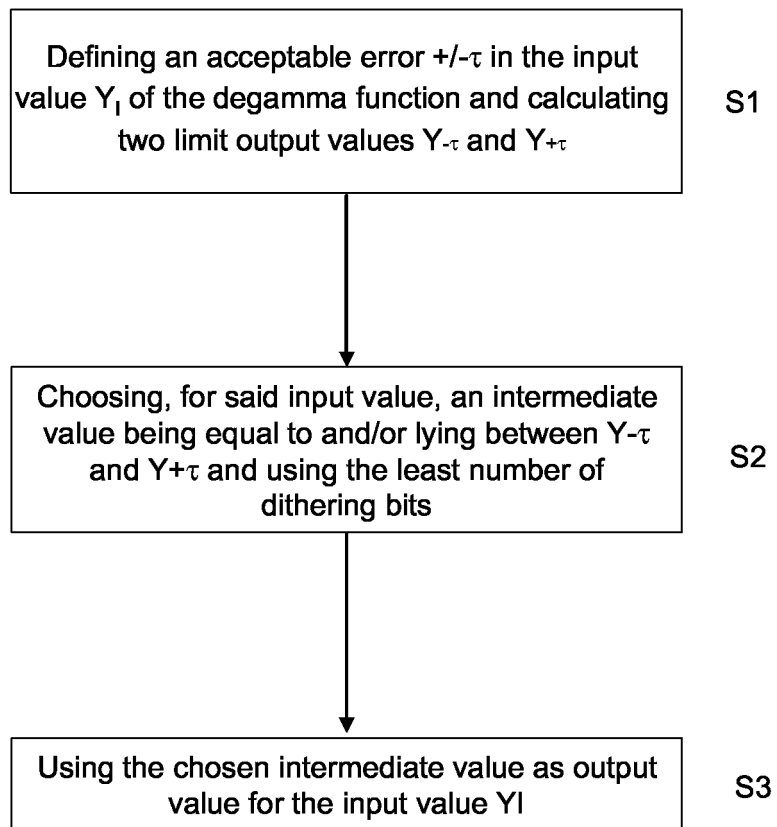 Defining an acceptable error +/-τ in the input
value Y_I of the degamma function and calculating
two limit output values Y-τ and Y+τ
S1
Choosing, for said input value, an intermediate
value being equal to and/or lying between Y-τ
and Y+τ and using the least number of
dithering bits
S2
Using the chosen intermediate value as output
value for the input value YI
S3